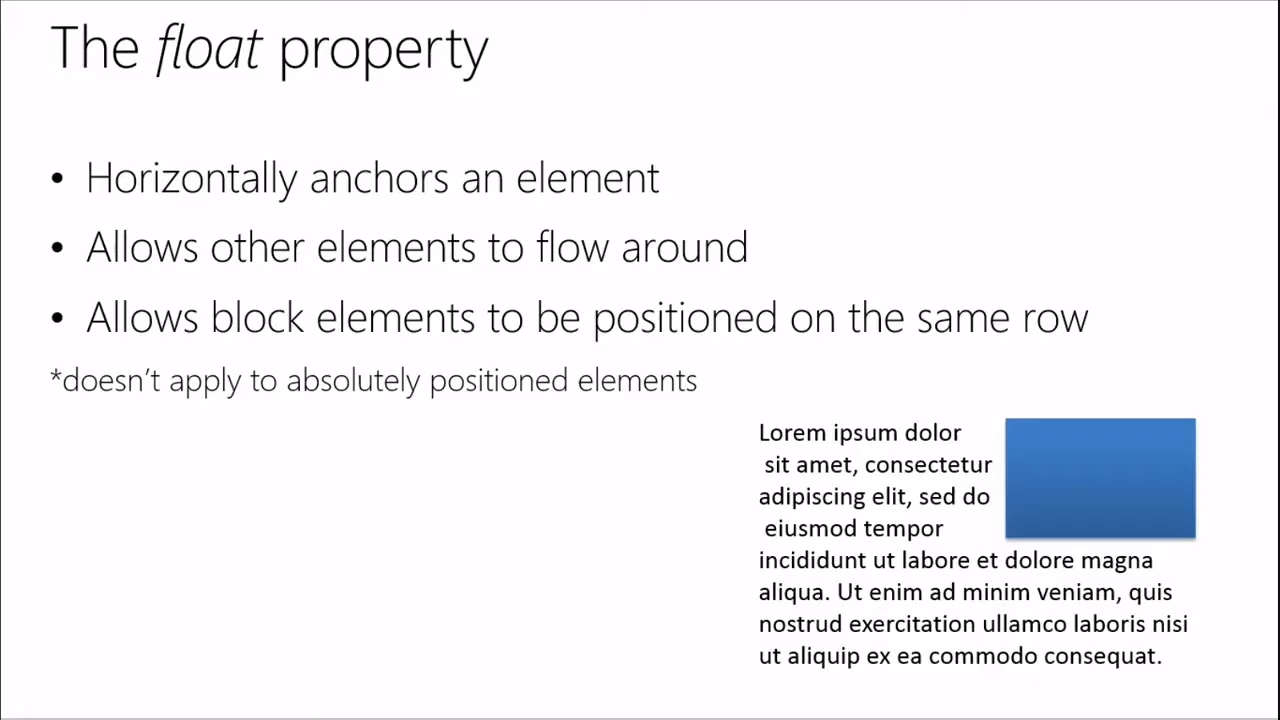 The float property
• Horizontally anchors an element
• Allows other elements to flow around
• Allows block elements to be positioned on the same row
*doesn't apply to absolutely positioned elements
Lorem ipsum dolor
sit amet, consectetur
adipiscing elit, sed do
eiusmod tempor
incididunt ut labore et dolore magna
aliqua. Ut enim ad minim veniam, quis
nostrud exercitation ullamco laboris nisi
ut aliquip ex ea commodo consequat.